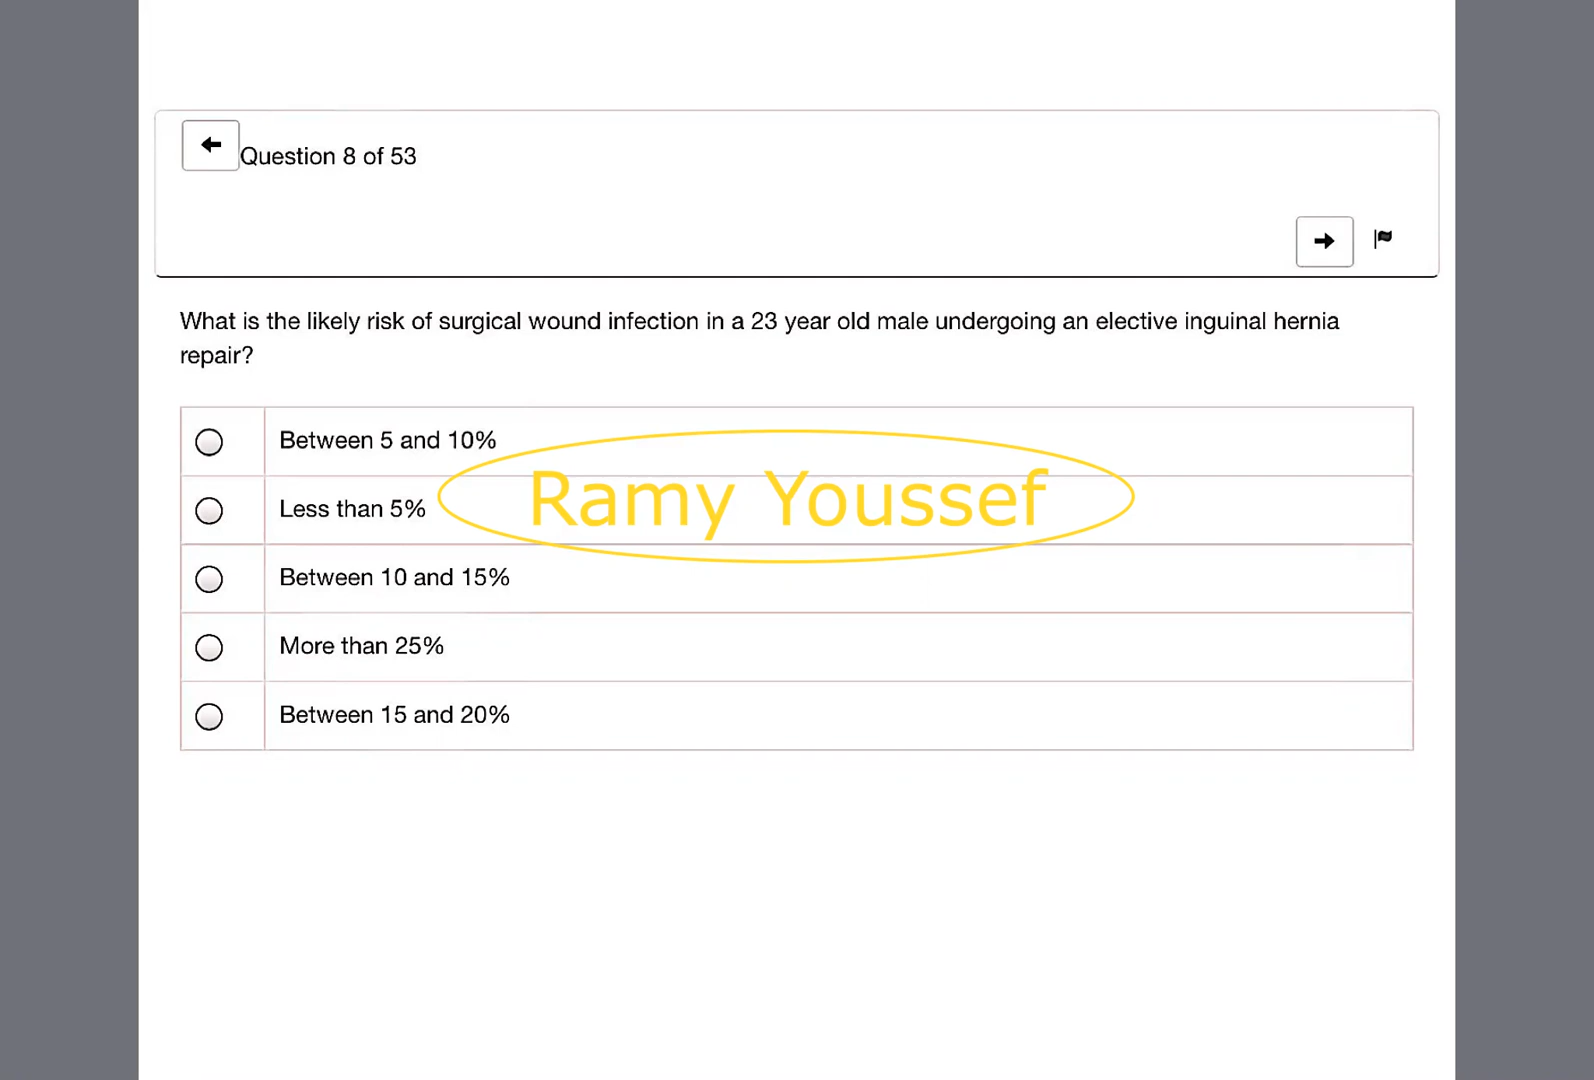 Question 8 of 53
What is the likely risk of surgical wound infection in a 23 year old male undergoing an elective inguinal hernia
repair?
Between 5 and 10%
Less than 5%
Ramy Youssef
Between 10 and 15%
More than 25%
Between 15 and 20%